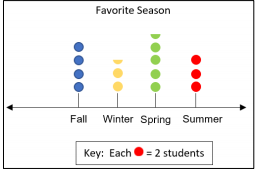 Favorite Season
Fall Winter Spring Summer
Key: Each = 2 students